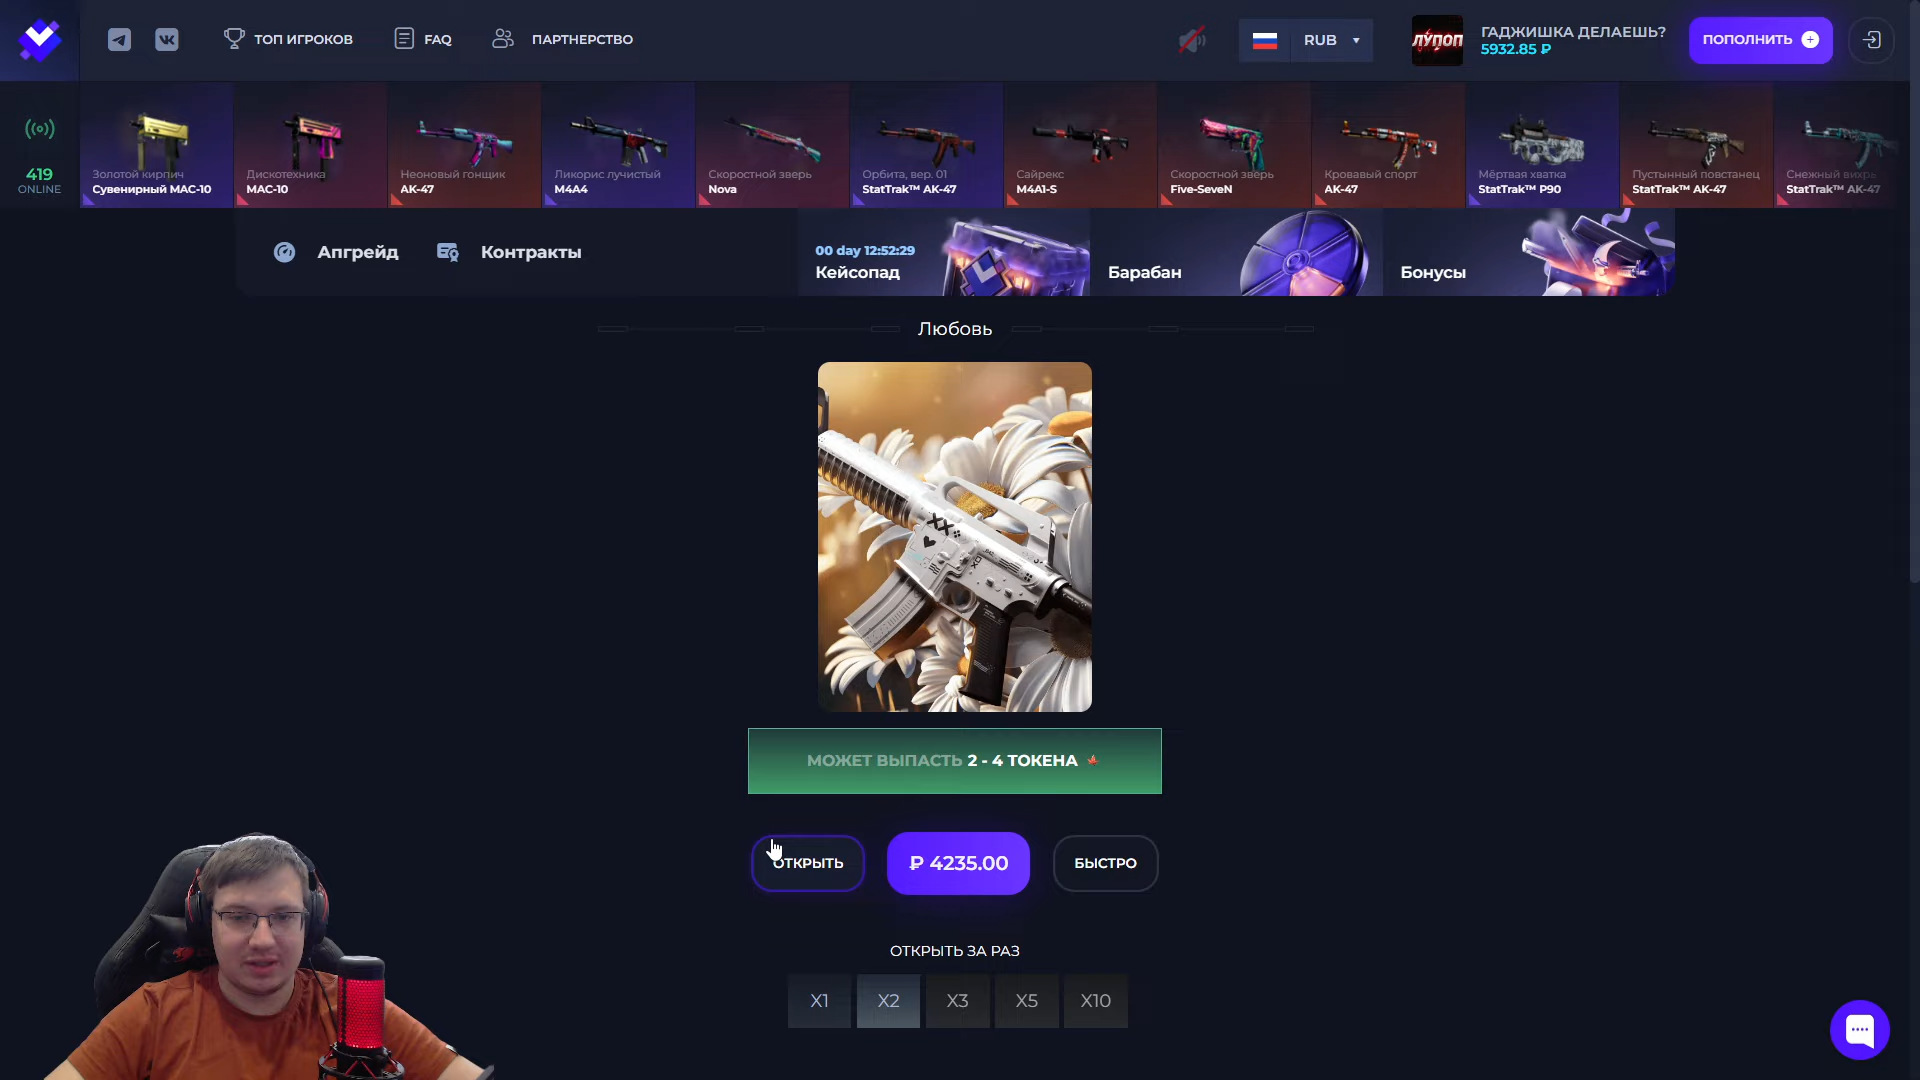 ТОП ИГРОКОВ
FAQ
ПАРТНЕРСТВО
RUB
ЛУПОП
ГАДЖИШКА ДЕЛАЕШЬ?
5932.85 ₽
ПОПОЛНИТЬ
419
ONLINE
Золотой кирпич
Сувенирный MAC-10
Дискотехника
MAC-10
Неоновый гонщик
AK-47
Ликорис лучистый
M4A4
Скоростной зверь
Nova
Орбита, вер. 01
StatTrak™ AK-47
Сайрекс
M4A1-S
Скоростной зверь
Five-SeveN
Кровавый спорт
AK-47
Мёртвая хватка
StatTrak™ P90
Пустынный повстанец
StatTrak™ AK-47
Снежный вихрь
StatTrak™ AK-47
Апгрейд
Контракты
00 day 12:52:29
Кейсопад
Барабан
Бонусы
Любовь
МОЖЕТ ВЫПАСТЬ 2 - 4 ТОКЕНА
ОТКРЫТЬ
₽ 4235.00
БЫСТРО
ОТКРЫТЬ ЗА РАЗ
X1
X2
X3
X5
X10